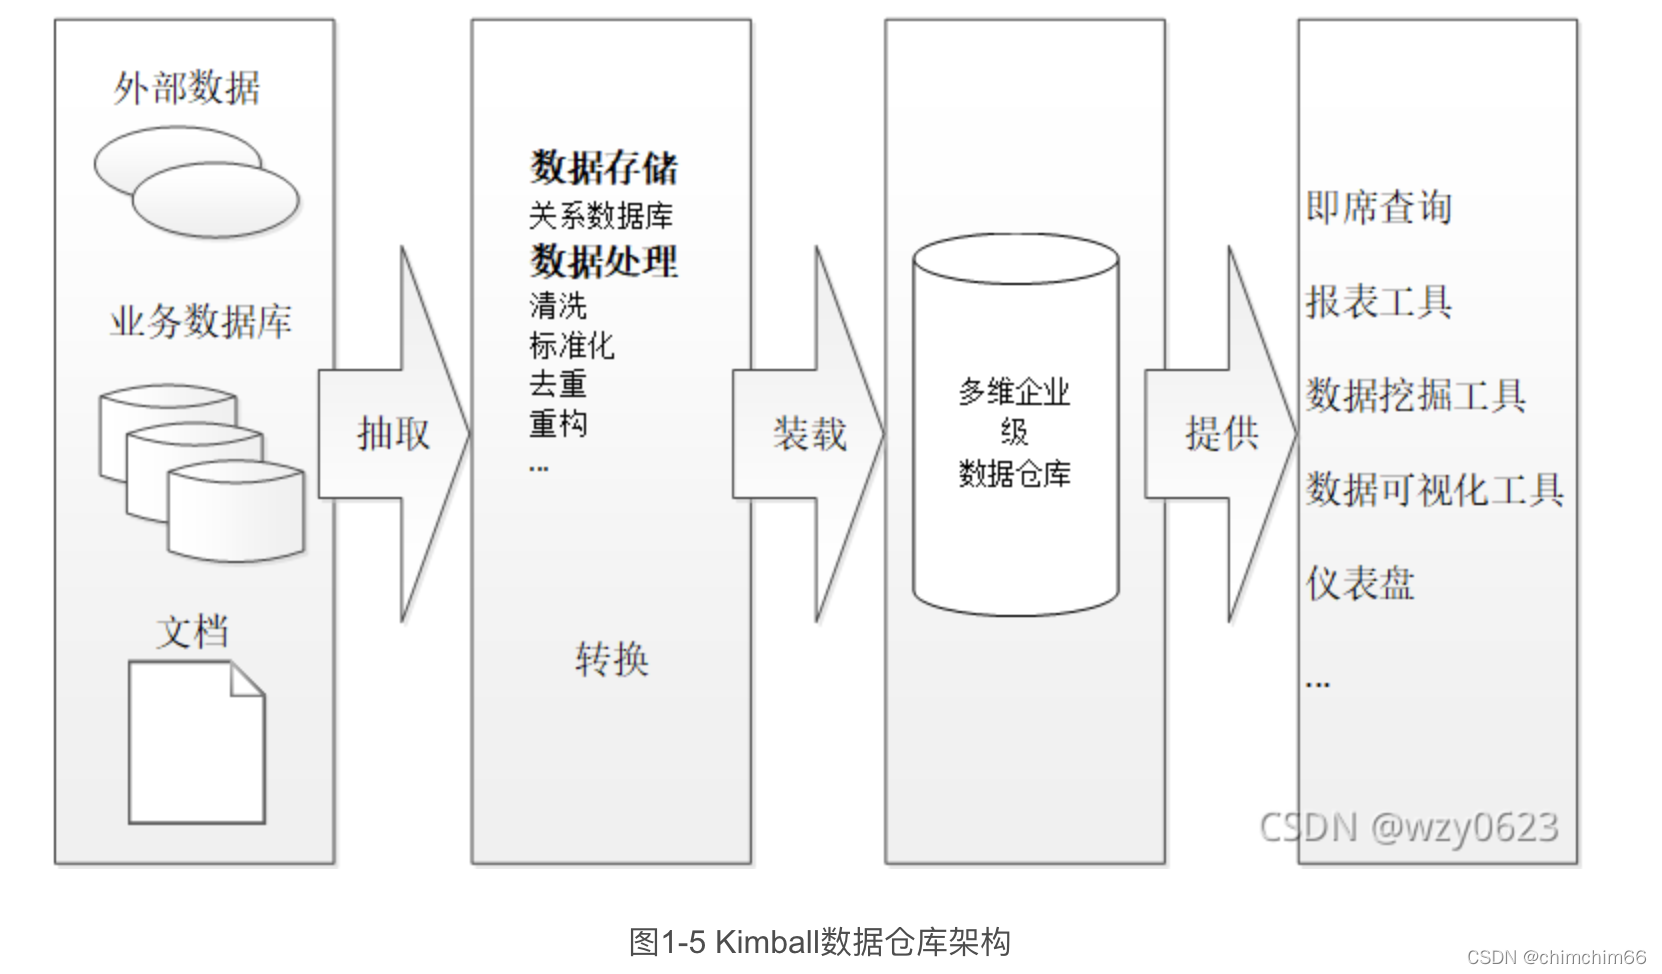 外部数据
业务数据库
文档
抽取
数据存储
关系数据库
数据处理
清洗
标准化
去重
重构
...
转换
装载
多维企业
级
数据仓库
提供
即席查询
报表工具
数据挖掘工具
数据可视化工具
仪表盘
...
CSDN @wzy0623
图1-5 Kimball数据仓库架构
CSDN @chimchim66